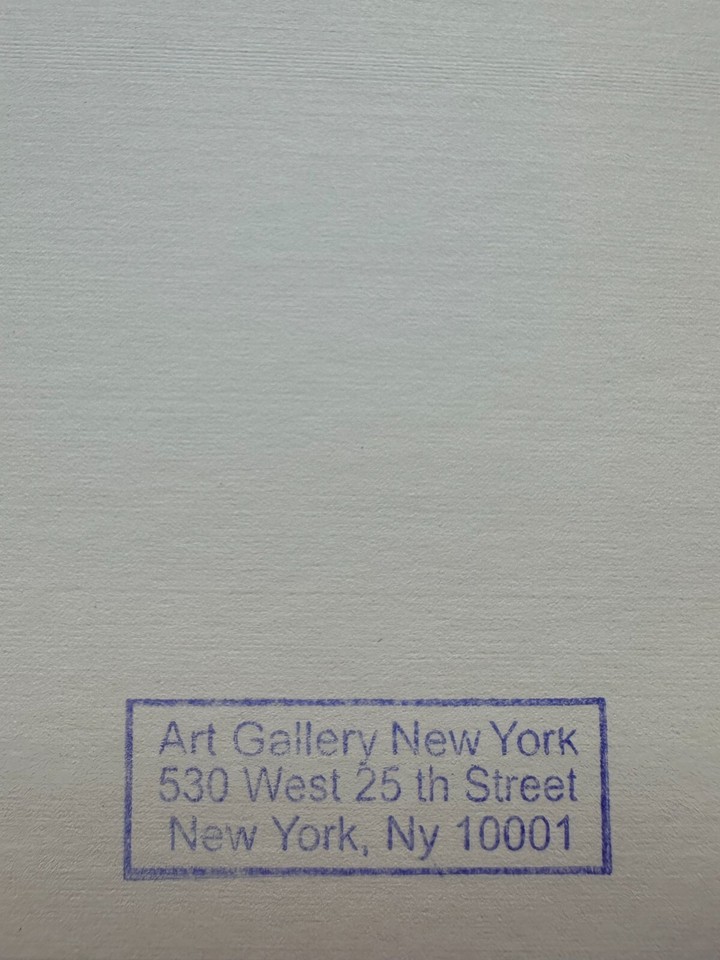 Art Gallery New York
530 West 25 th Street
New York, Ny 10001